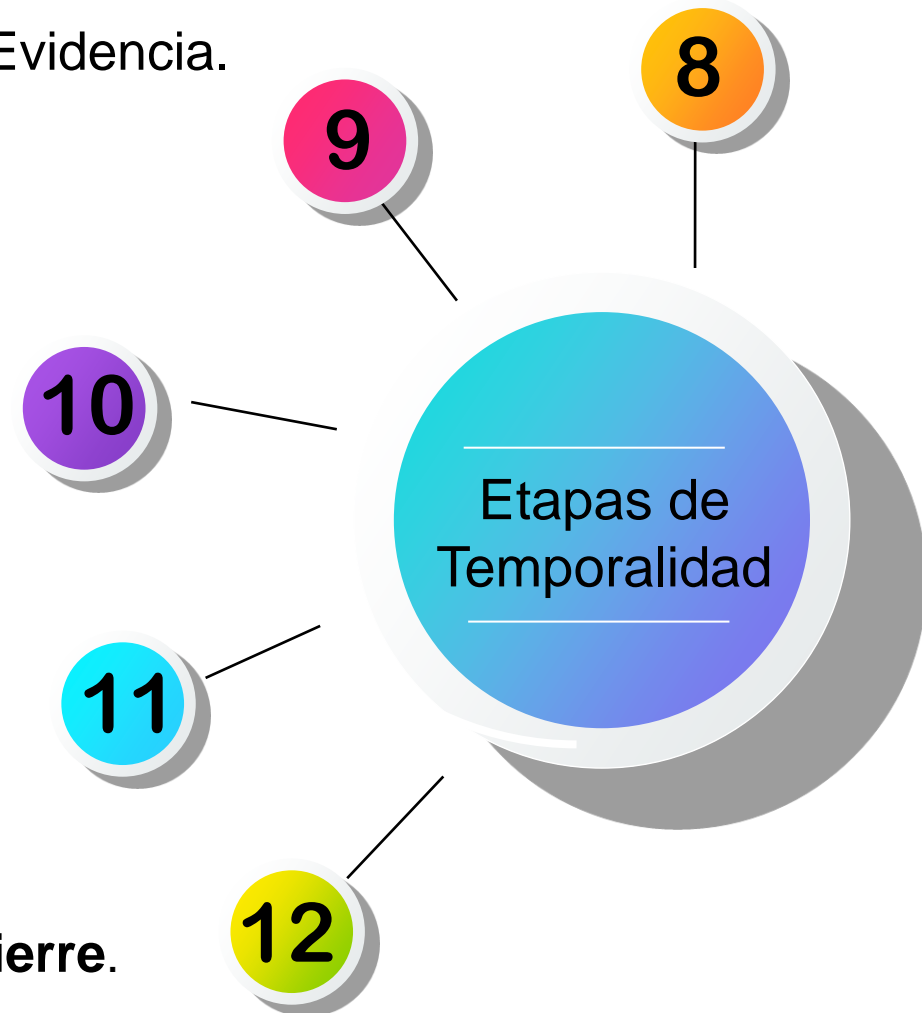 Evidencia.
8
9
10
Etapas de
Temporalidad
11
12
ierre.